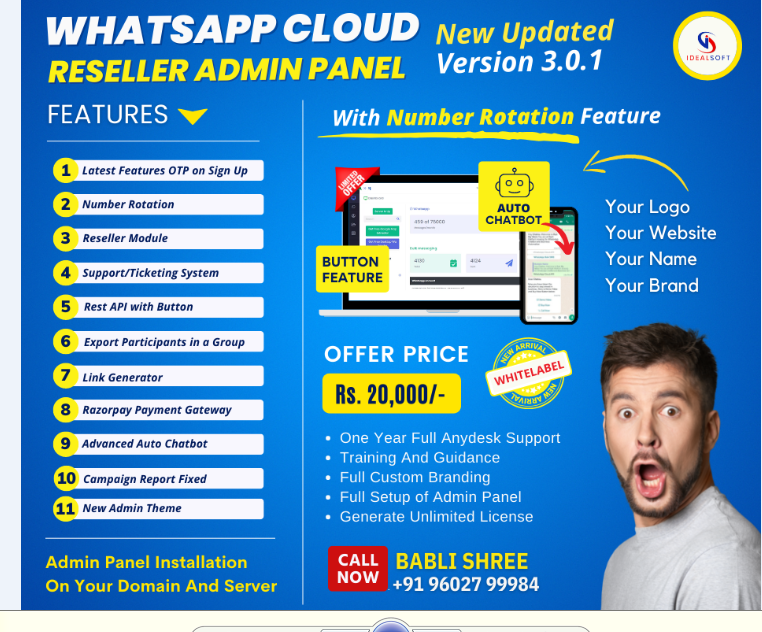 WHATSAPP CLOUD
RESELLER ADMIN PANEL
New Updated
Version 3.0.1
IDEALSOFT
FEATURES
1 Latest Features OTP on Sign Up
2 Number Rotation
3 Reseller Module
4 Support/Ticketing System
5 Rest API with Button
6 Export Participants in a Group
7 Link Generator
8 Razorpay Payment Gateway
9 Advanced Auto Chatbot
10 Campaign Report Fixed
11 New Admin Theme
Admin Panel Installation
On Your Domain And Server
With Number Rotation Feature
LIMITED
OFFER
AUTO
CHATBOT
BUTTON
FEATURE
Your Logo
Your Website
Your Name
Your Brand
OFFER PRICE
Rs. 20,000/-
NEW ARRIVAL
WHITELABEL
NEW ARRIVAL
• One Year Full Anydesk Support
• Training And Guidance
• Full Custom Branding
• Full Setup of Admin Panel
• Generate Unlimited License
CALL
NOW
BABLI SHREE
+91 96027 99984